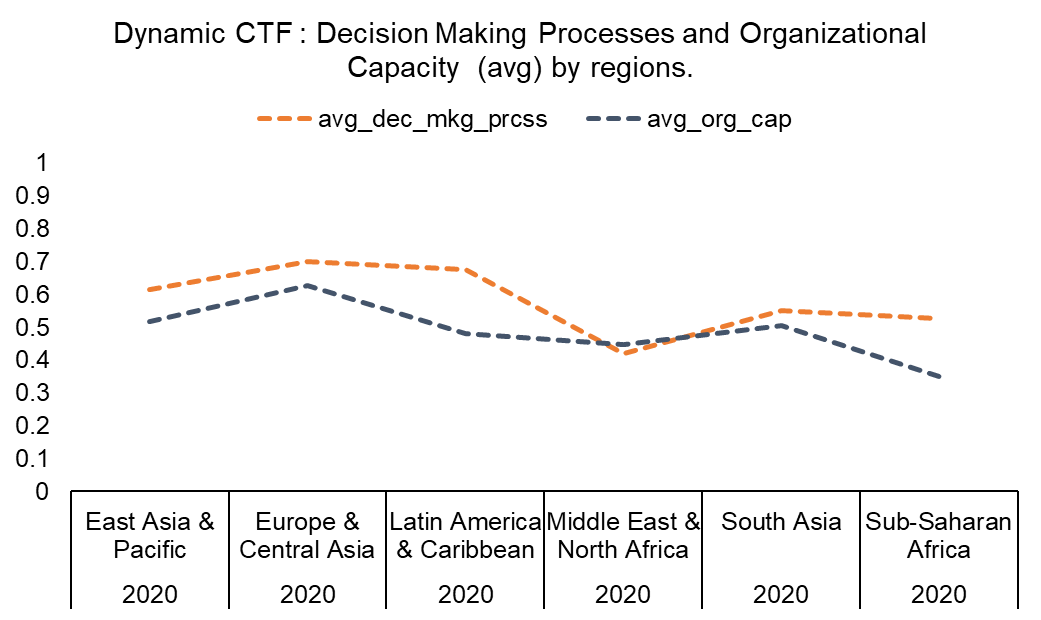 Dynamic CTF : Decision Making Processes and Organizational
Capacity (avg) by regions.
avg_dec_mkg_prcss avg_org_cap
1
0.9
0.8
0.7
0.6
0.5
0.4
0.3
0.2
0.1
0
East Asia & Europe & Latin America Middle East & South Asia Sub-Saharan
Pacific Central Asia & Caribbean North Africa Africa
2020 2020 2020 2020 2020 2020